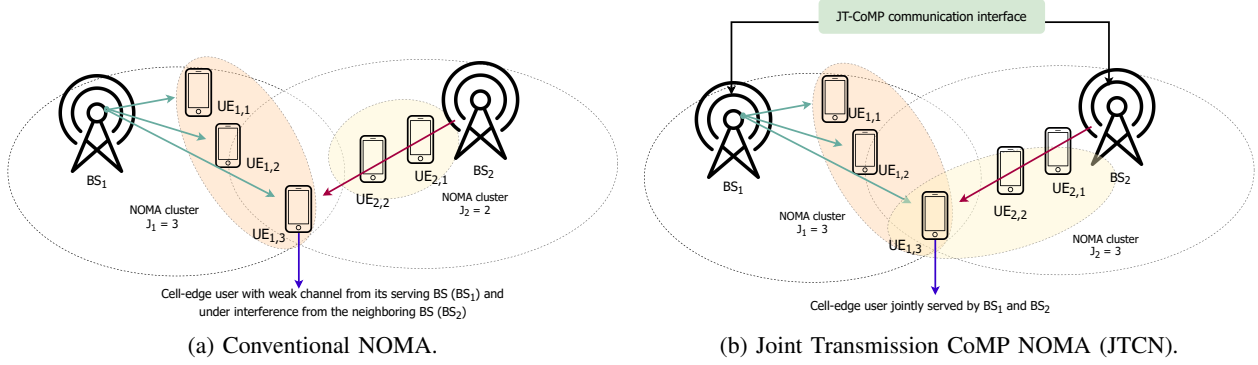 UE₁,₁
UE₁,₂
UE₁,₃
UE₂,₁
UE₂,₂
BS₁
BS₂
NOMA cluster
J₁ = 3
NOMA cluster
J₂ = 2
Cell-edge user with weak channel from its serving BS (BS₁) and
under interference from the neighboring BS (BS₂)
(a) Conventional NOMA.
JT-CoMP communication interface
UE₁,₁
UE₁,₂
UE₁,₃
UE₂,₁
UE₂,₂
BS₁
BS₂
NOMA cluster
J₁ = 3
NOMA cluster
J₂ = 3
Cell-edge user jointly served by BS₁ and BS₂
(b) Joint Transmission CoMP NOMA (JTCN).